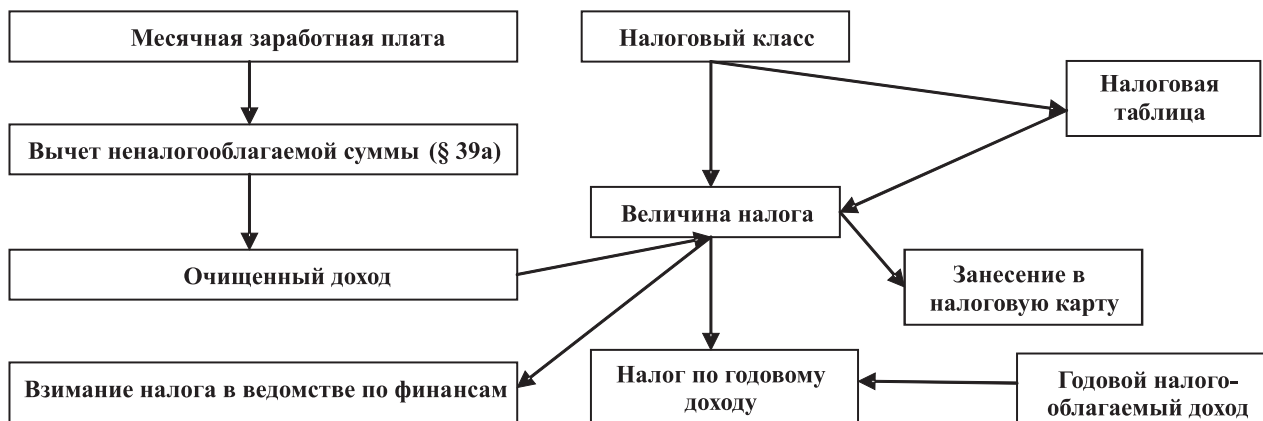 Месячная заработная плата
Налоговый класс
Налоговая
таблица
Вычет неналогооблагаемой суммы (§ 39а)
Величина налога
Очищенный доход
Занесение в
налоговую карту
Взимание налога в ведомстве по финансам
Налог по годовому
доходу
Годовой налого-
облагаемый доход